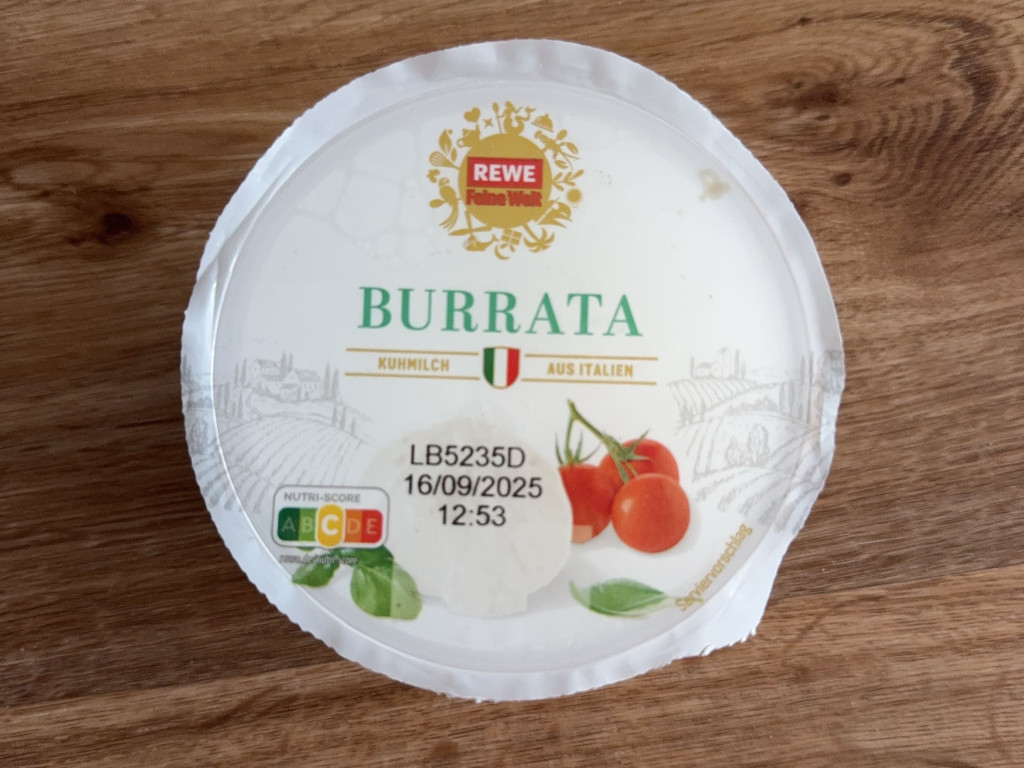 REWE
Feine Welt
BURRATA
KUHMILCH AUS ITALIEN
LB5235D
16/09/2025
12:53
NUTRI-SCORE
A B C D E
Serviervorschlag